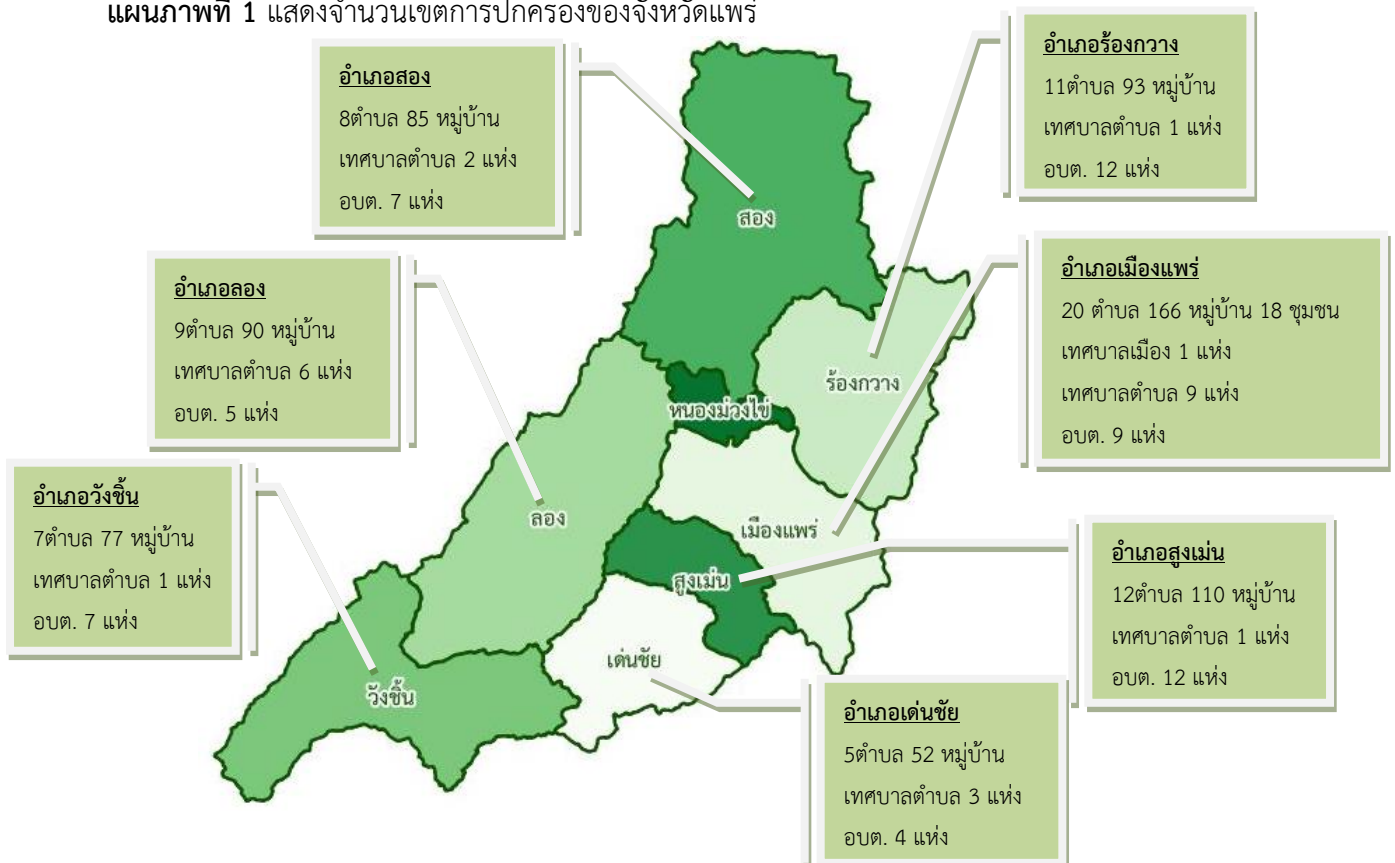 แผนภาพที่ 1 แสดงจำนวนเขตการปกครองของจังหวัดแพร่
อำเภอสอง
8ตำบล 85 หมู่บ้าน
เทศบาลตำบล 2 แห่ง
อบต. 7 แห่ง
อำเภอร้องกวาง
11ตำบล 93 หมู่บ้าน
เทศบาลตำบล 1 แห่ง
อบต. 12 แห่ง
อำเภอลอง
9ตำบล 90 หมู่บ้าน
เทศบาลตำบล 6 แห่ง
อบต. 5 แห่ง
อำเภอเมืองแพร่
20 ตำบล 166 หมู่บ้าน 18 ชุมชน
เทศบาลเมือง 1 แห่ง
เทศบาลตำบล 9 แห่ง
อบต. 9 แห่ง
อำเภอวังชิ้น
7ตำบล 77 หมู่บ้าน
เทศบาลตำบล 1 แห่ง
อบต. 7 แห่ง
อำเภอสูงเม่น
12ตำบล 110 หมู่บ้าน
เทศบาลตำบล 1 แห่ง
อบต. 12 แห่ง
อำเภอเด่นชัย
5ตำบล 52 หมู่บ้าน
เทศบาลตำบล 3 แห่ง
อบต. 4 แห่ง
สอง
ร้องกวาง
หนองม่วงไข่
ลอง
เมืองแพร่
สูงเม่น
เด่นชัย
วังชิ้น